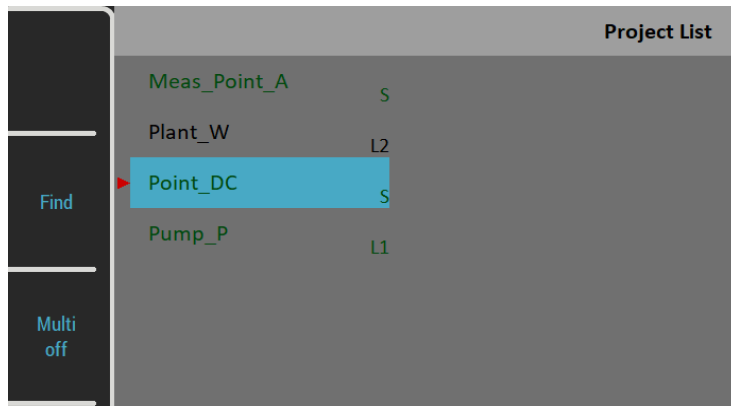 Project List
Meas_Point_A
S
Plant_W
L2
Point_DC
S
Pump_P
L1
Find
Multi
off